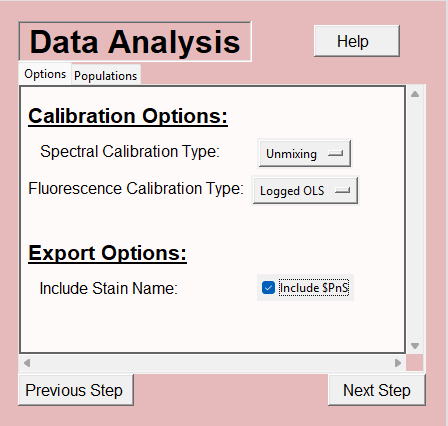 Data Analysis
Help
Options
Populations
Calibration Options:
Spectral Calibration Type:
Unmixing
Fluorescence Calibration Type:
Logged OLS
Export Options:
Include Stain Name:
Include $PnS
Previous Step
Next Step